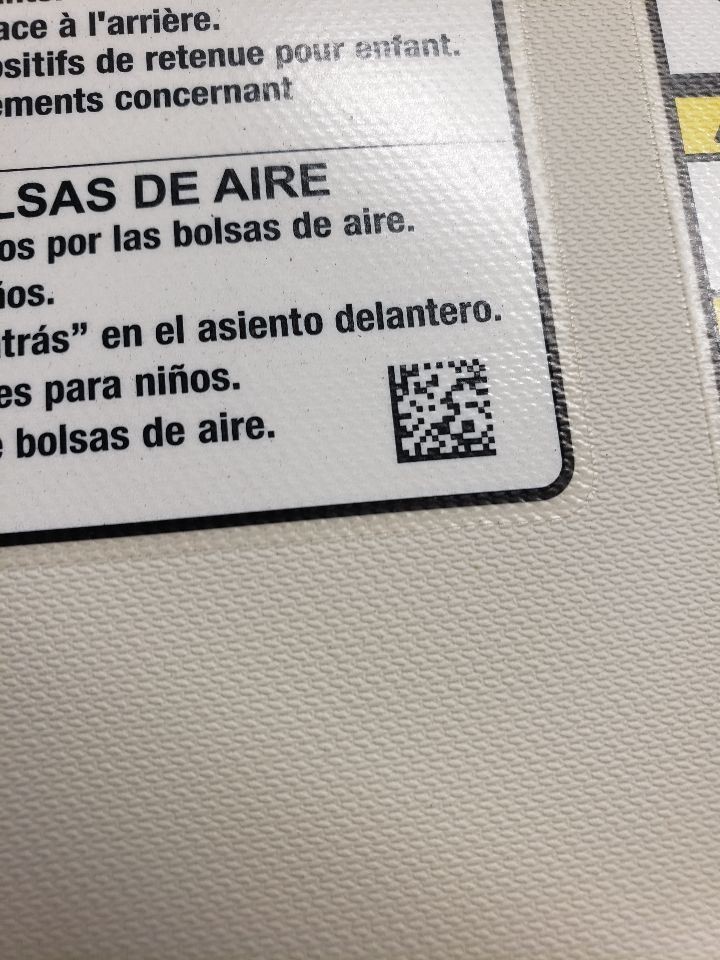 ace à l'arrière.
ositifs de retenue pour enfant.
ements concernant
LSAS DE AIRE
os por las bolsas de aire.
ños.
trás” en el asiento delantero.
es para niños.
e bolsas de aire.